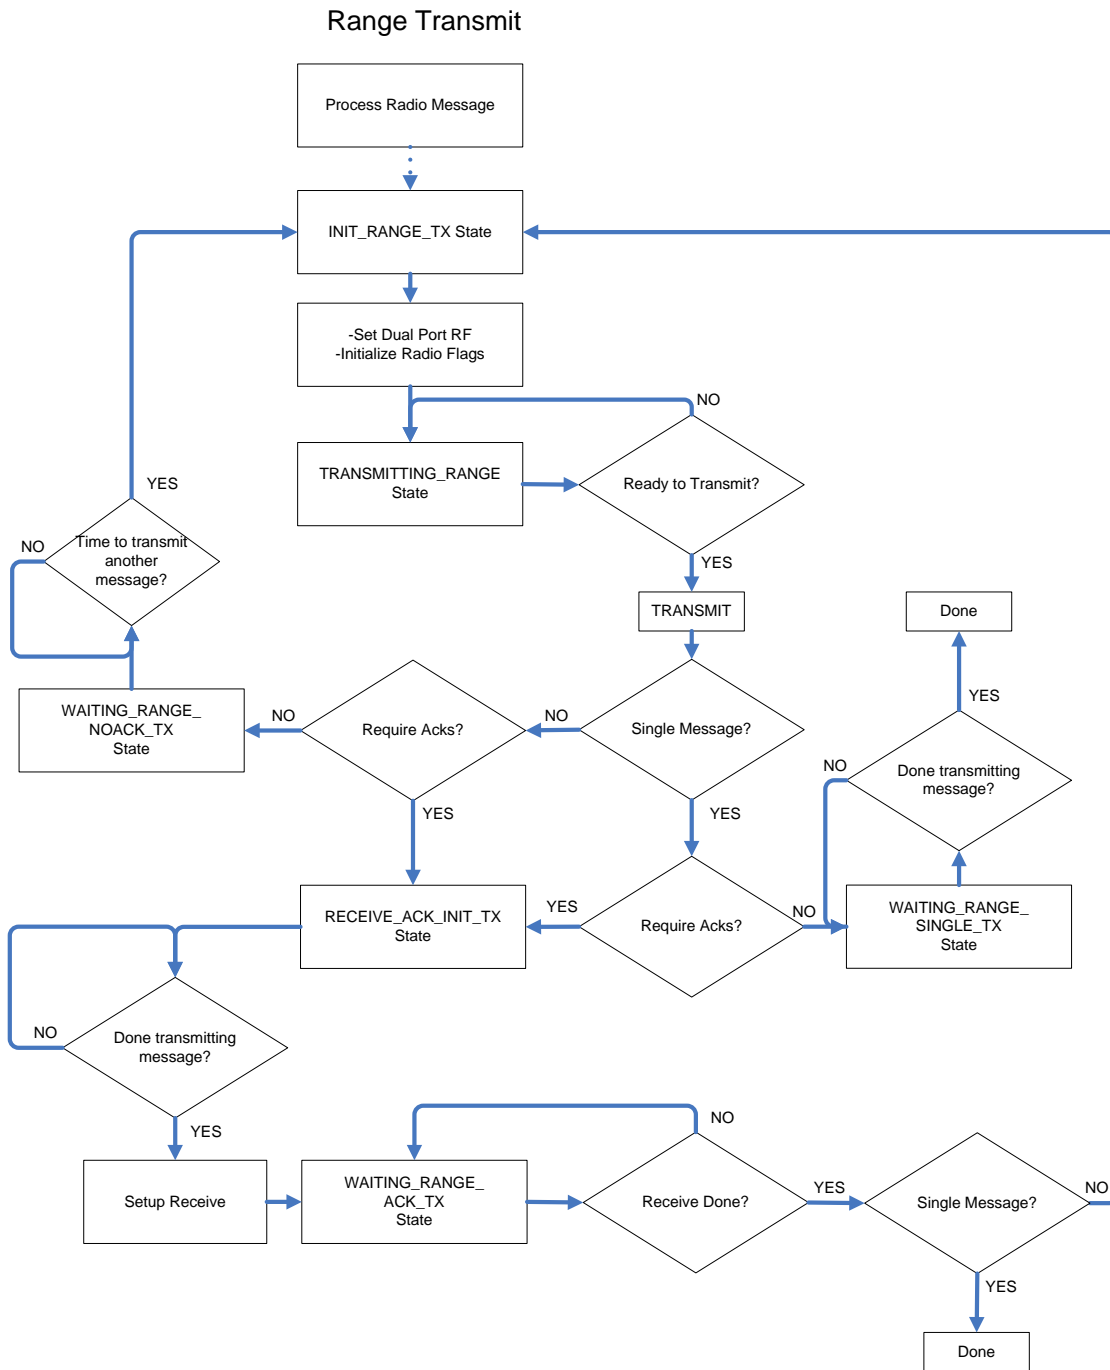 Range Transmit
Process Radio Message
INIT_RANGE_TX State
-Set Dual Port RF
-Initialize Radio Flags
NO
TRANSMITTING_RANGE
State
Ready to Transmit?
YES
YES
NO
Time to transmit
another
message?
TRANSMIT
Done
WAITING_RANGE_
NOACK_TX
State
NO
Require Acks?
NO
Single Message?
YES
NO
Done transmitting
message?
YES
YES
RECEIVE_ACK_INIT_TX
State
YES
Require Acks?
NO
WAITING_RANGE_
SINGLE_TX
State
NO
Done transmitting
message?
YES
NO
Setup Receive
WAITING_RANGE_
ACK_TX
State
Receive Done?
YES
Single Message?
NO
YES
Done